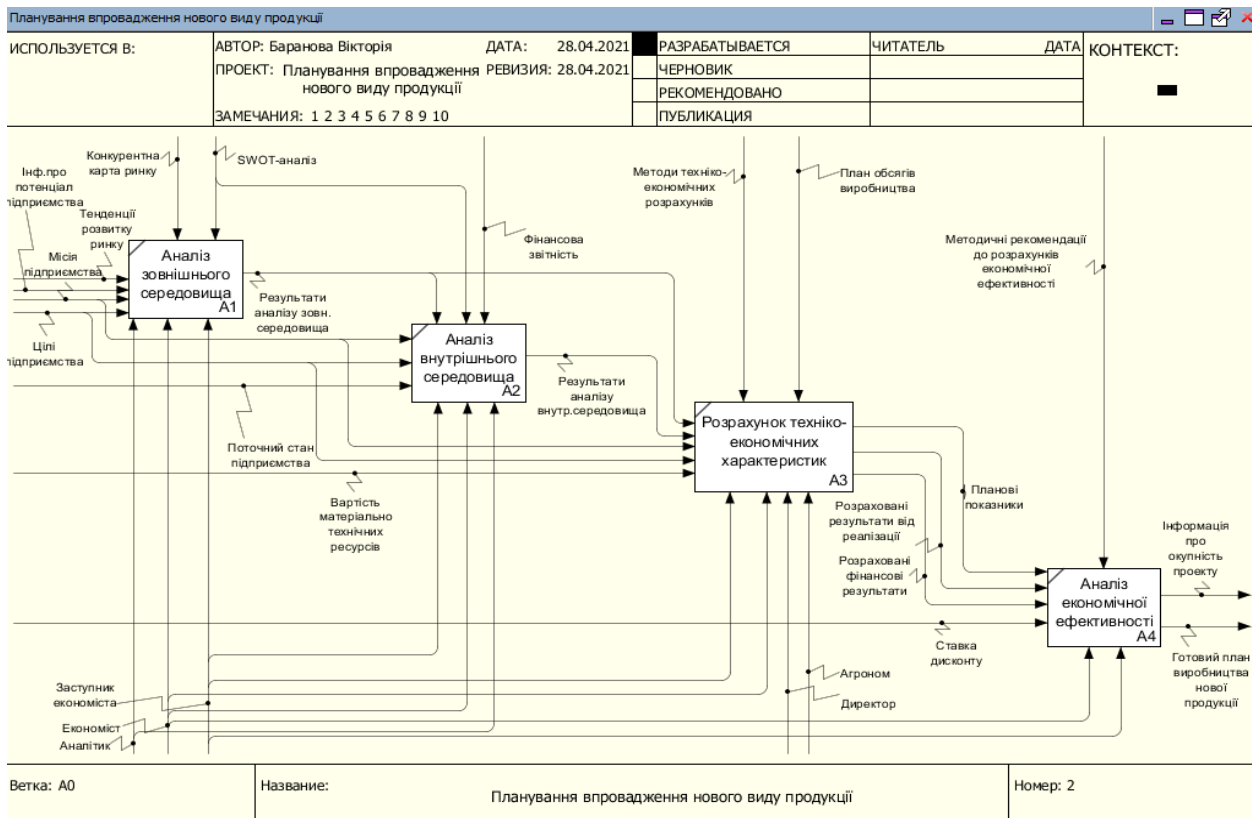 Планування впровадження нового виду продукції
ИСПОЛЬЗУЕТСЯ В:
АВТОР: Баранова Вікторія
ДАТА: 28.04.2021
ПРОЕКТ: Планування впровадження
нового виду продукції
РЕВИЗИЯ: 28.04.2021
ЗАМЕЧАНИЯ: 1 2 3 4 5 6 7 8 9 10
РАЗРАБАТЫВАЕТСЯ
ЧЕРНОВИК
РЕКОМЕНДОВАНО
ПУБЛИКАЦИЯ
ЧИТАТЕЛЬ
ДАТА
КОНТЕКСТ:
Конкурентна
карта ринку
SWOT-аналіз
Інф.про
потенціал
підприємства
Тенденції
розвитку
ринку
Місія
підприємства
Цілі
підприємства
Аналіз
зовнішнього
середовища
A1
Результати
аналізу зовн.
середовища
Фінансова
звітність
Методи техніко-
економічних
розрахунків
План обсягів
виробництва
Методичні рекомендації
до розрахунків
економічної
ефективності
Аналіз
внутрішнього
середовища
A2
Результати
аналізу
внутр.середовища
Поточний стан
підприємства
Вартість
матеріально
технічних
ресурсів
Розрахунок техніко-
економічних
характеристик
A3
Планові
показники
Розраховані
результати від
реалізації
Розраховані
фінансові
результати
Інформація
про
окупність
проекту
Аналіз
економічної
ефективності
A4
Ставка
дисконту
Готовий план
виробництва
нової
продукції
Заступник
економіста
Економіст
Аналітик
Агроном
Директор
Ветка: A0
Название:
Планування впровадження нового виду продукції
Номер: 2